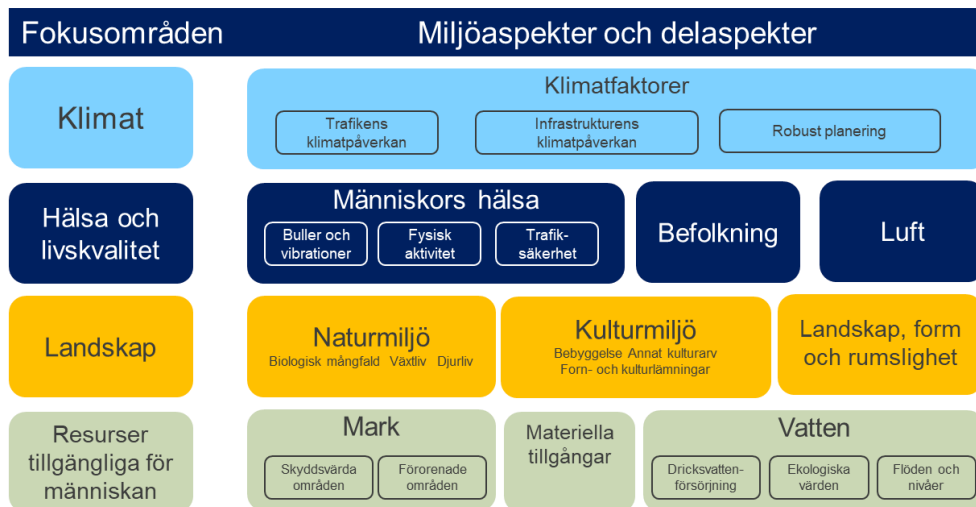 Fokusområden
Miljöaspekter och delaspekter
Klimat
Klimatfaktorer
Trafikens
klimatpåverkan
Infrastrukturens
klimatpåverkan
Robust planering
Hälsa och
livskvalitet
Människors hälsa
Buller och
vibrationer
Fysisk
aktivitet
Trafik-
säkerhet
Befolkning
Luft
Landskap
Naturmiljö
Biologisk mångfald Växtliv Djurliv
Kulturmiljö
Bebyggelse Annat kulturarv
Forn- och kulturlämningar
Landskap, form
och rumslighet
Resurser
tillgängliga för
människan
Mark
Skyddsvärda
områden
Förorenade
områden
Materiella
tillgångar
Vatten
Dricksvatten-
försörjning
Ekologiska
värden
Flöden och
nivåer